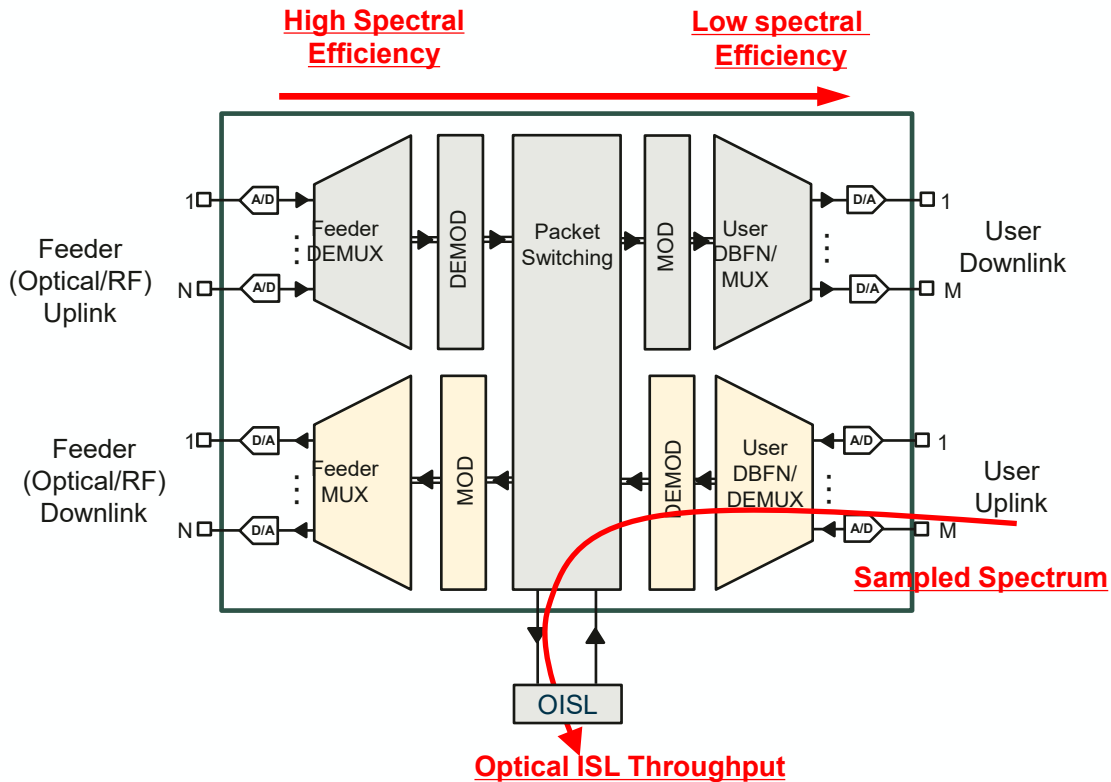 High Spectral
Efficiency
Low spectral
Efficiency
1
A/D
Feeder
(Optical/RF)
Uplink
N
A/D
Feeder
DEMUX
DEMOD
Packet
Switching
MOD
User
DBFN/
MUX
D/A
1
User
Downlink
D/A
M
1
D/A
Feeder
(Optical/RF)
Downlink
N
D/A
Feeder
MUX
MOD
DEMOD
User
DBFN/
DEMUX
A/D
1
User
Uplink
A/D
M
Sampled Spectrum
OISL
Optical ISL Throughput